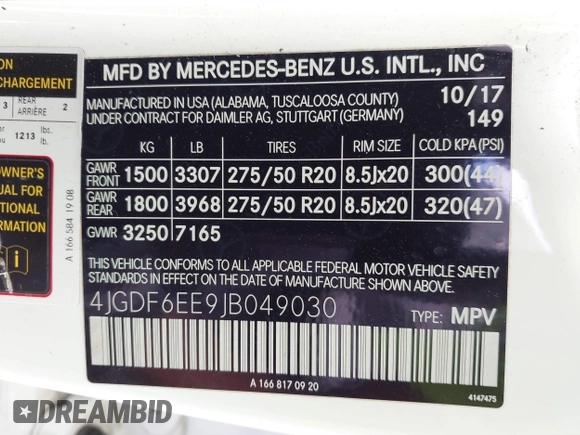 ON
CHARGEMENT
3 REAR ARRIÈRE 2
or ou 1213 lbs. lb.
OWNER'S
UAL FOR
TIONAL
RMATION
A 166 584 19 08
MFD BY MERCEDES-BENZ U.S. INTL., INC
MANUFACTURED IN USA (ALABAMA, TUSCALOOSA COUNTY) 10/17
UNDER CONTRACT FOR DAIMLER AG, STUTTGART (GERMANY) 149
KG LB TIRES RIM SIZE COLD KPA (PSI)
GAWR FRONT 1500 3307 275/50 R20 8.5Jx20 300(44)
GAWR REAR 1800 3968 275/50 R20 8.5Jx20 320(47)
GVWR 3250 7165
THIS VEHICLE CONFORMS TO ALL APPLICABLE FEDERAL MOTOR VEHICLE SAFETY
STANDARDS IN EFFECT ON THE DATE OF MANUFACTURE SHOWN ABOVE.
4JGDF6EE9JB049030 TYPE: MPV
A 166 817 09 20
4147475
DREAMBID